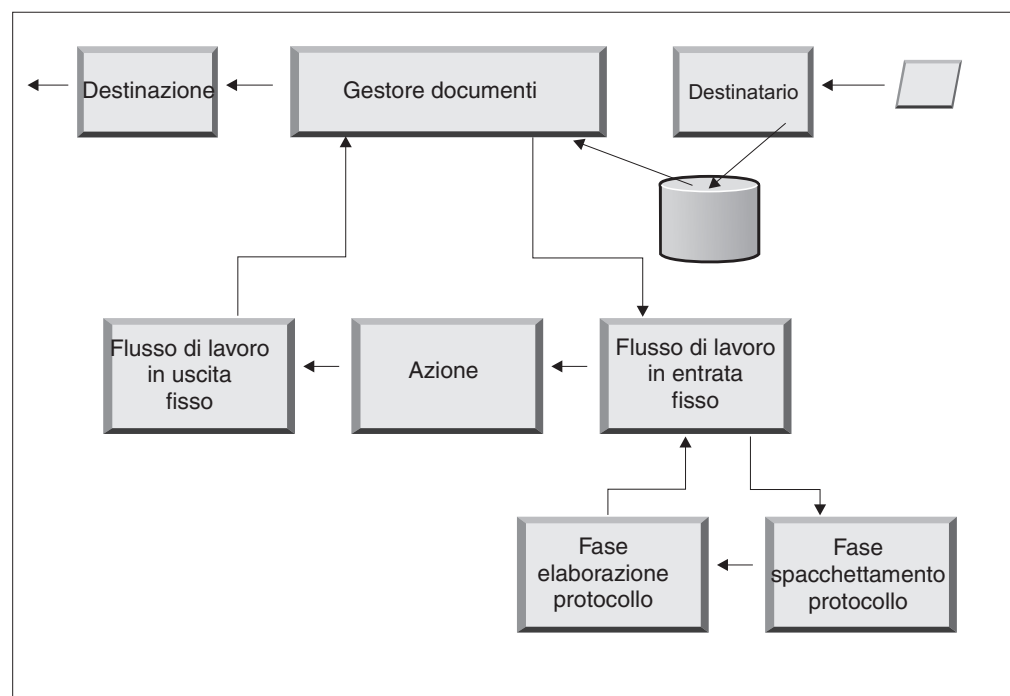 Destinazione
Gestore documenti
Destinatario
Flusso di lavoro
in uscita
fisso
Azione
Flusso di lavoro
in entrata
fisso
Fase
elaborazione
protocollo
Fase
spacchettamento
protocollo